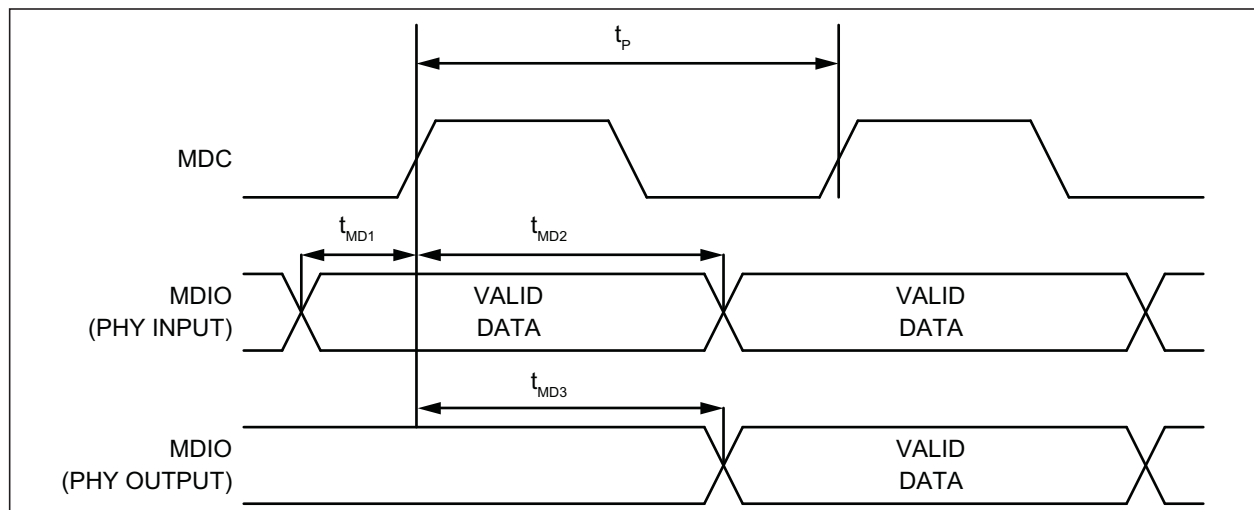 tP
MDC
tMD1
tMD2
MDIO
(PHY INPUT)
VALID
DATA
VALID
DATA
tMD3
MDIO
(PHY OUTPUT)
VALID
DATA